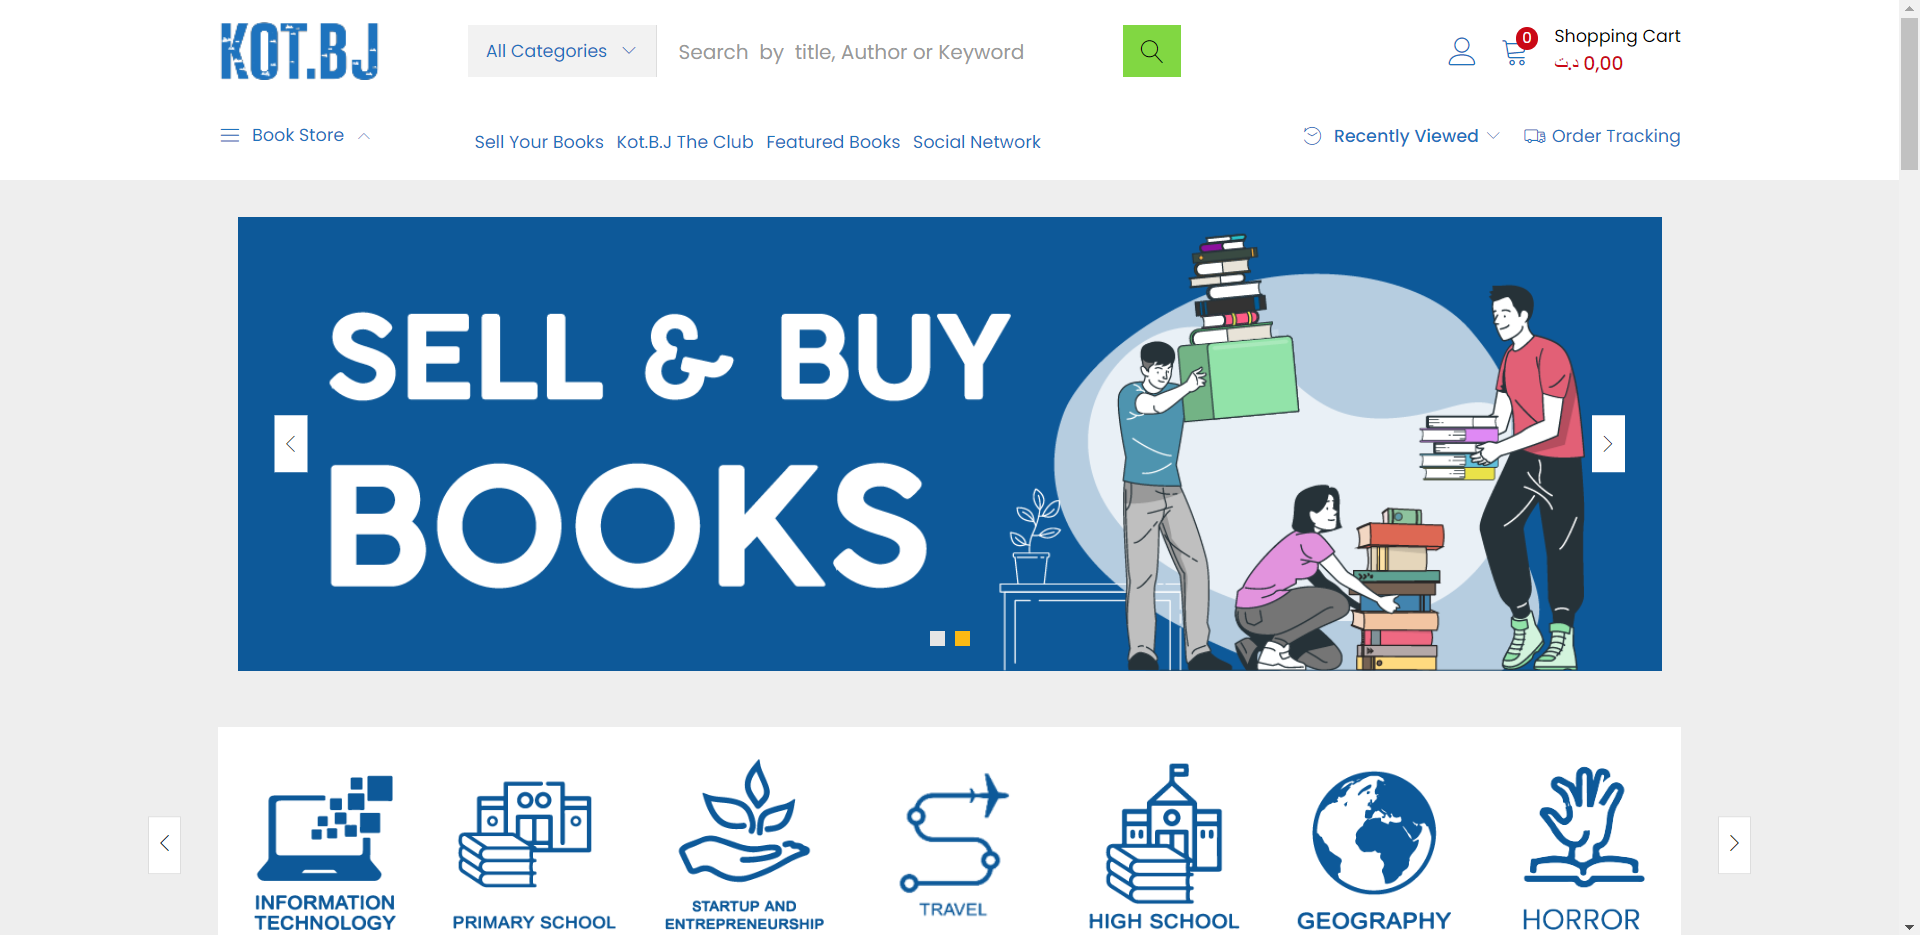 KOT.BJ
All Categories
Search by title, Author or Keyword
0
Shopping Cart
0,00 د.ت
Book Store
Sell Your Books
Kot.B.J The Club
Featured Books
Social Network
Recently Viewed
Order Tracking
SELL & BUY
BOOKS
INFORMATION
TECHNOLOGY
PRIMARY SCHOOL
STARTUP AND
ENTREPRENEURSHIP
TRAVEL
HIGH SCHOOL
GEOGRAPHY
HORROR